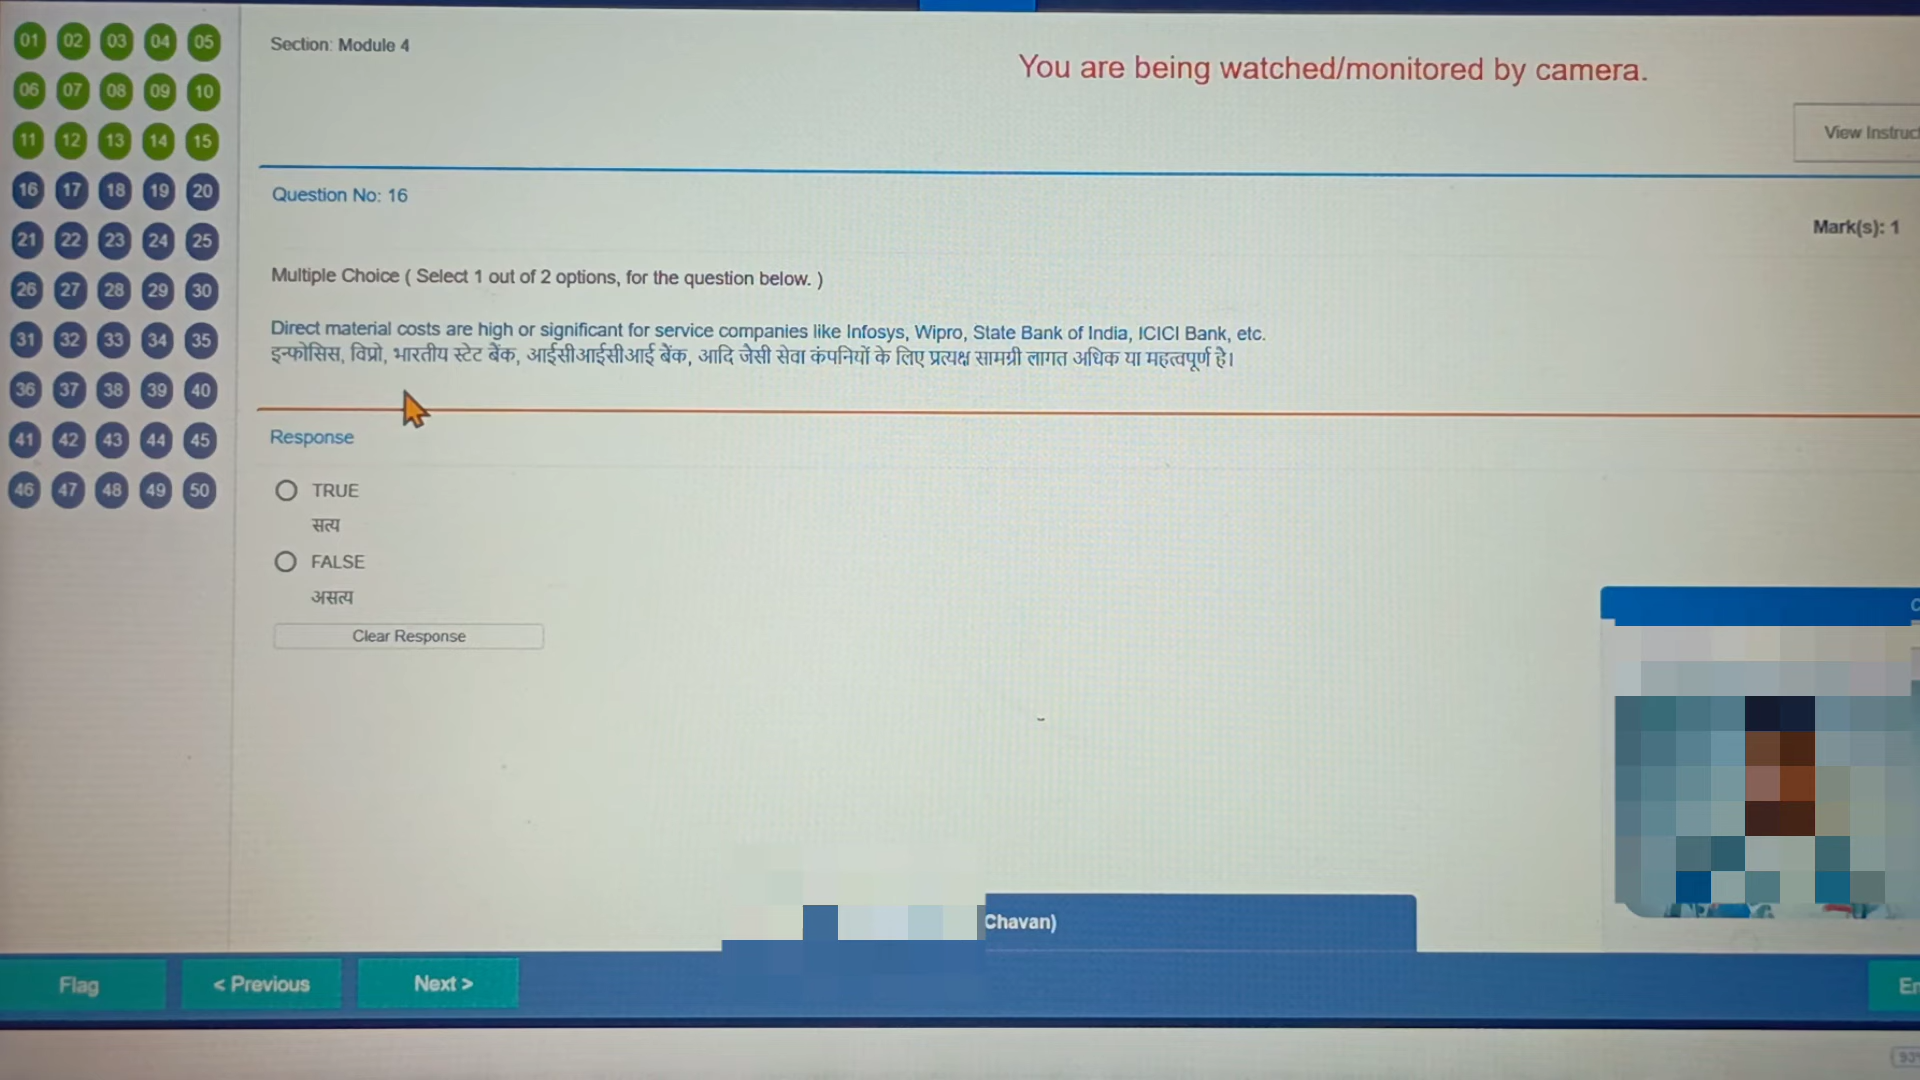 01 02 03 04 05
06 07 08 09 10
11 12 13 14 15
16 17 18 19 20
21 22 23 24 25
26 27 28 29 30
31 32 33 34 35
36 37 38 39 40
41 42 43 44 45
46 47 48 49 50
Section: Module 4
You are being watched/monitored by camera.
View Instruc
Question No: 16
Mark(s): 1
Multiple Choice ( Select 1 out of 2 options, for the question below. )
Direct material costs are high or significant for service companies like Infosys, Wipro, State Bank of India, ICICI Bank, etc.
इन्फोसिस, विप्रो, भारतीय स्टेट बैंक, आईसीआईसीआई बैंक, आदि जैसी सेवा कंपनियों के लिए प्रत्यक्ष सामग्री लागत अधिक या महत्वपूर्ण है।
Response
TRUE
सत्य
FALSE
असत्य
Clear Response
Chavan)
Flag
< Previous
Next >